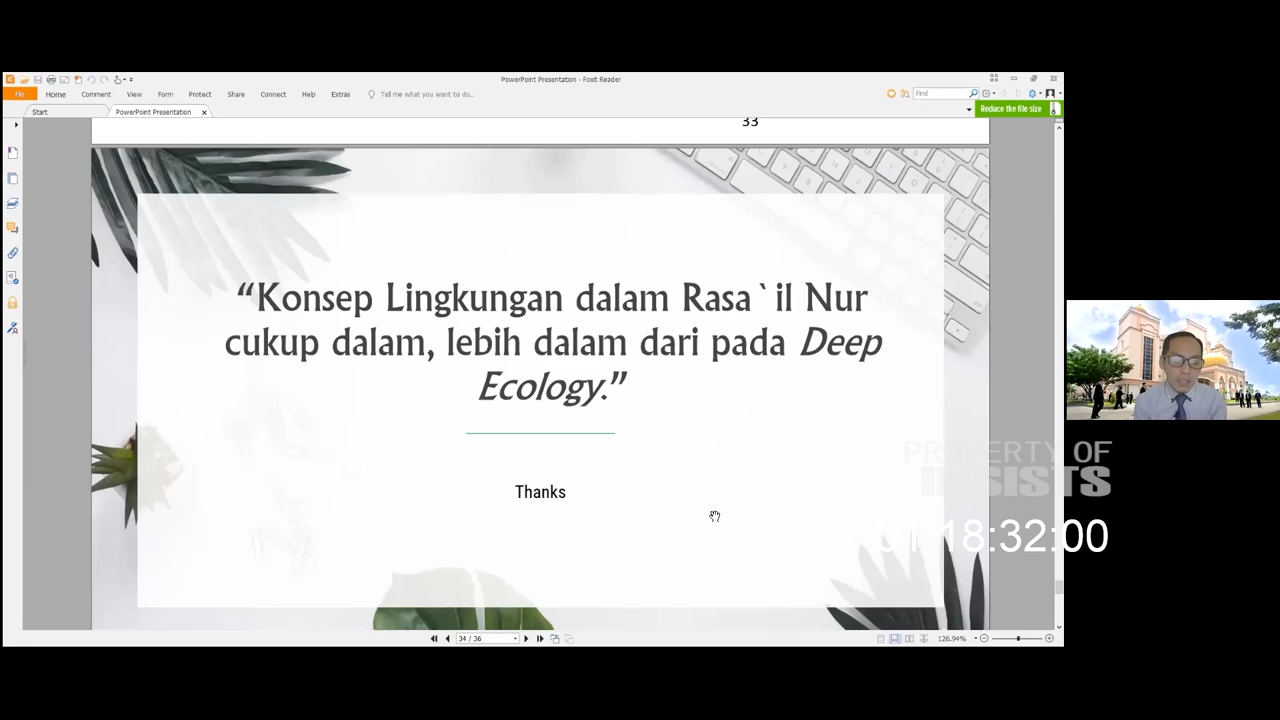 PowerPoint Presentation - Foxit Reader
File Home Comment View Form Protect Share Connect Help Extras Tell me what you want to do... Find
Start PowerPoint Presentation Reduce the file size
33
“Konsep Lingkungan dalam Rasa`il Nur
cukup dalam, lebih dalam dari pada Deep
Ecology.”
Thanks
PROPERTY OF
INSISTS
01:18:32:00
34 / 36 126.94%